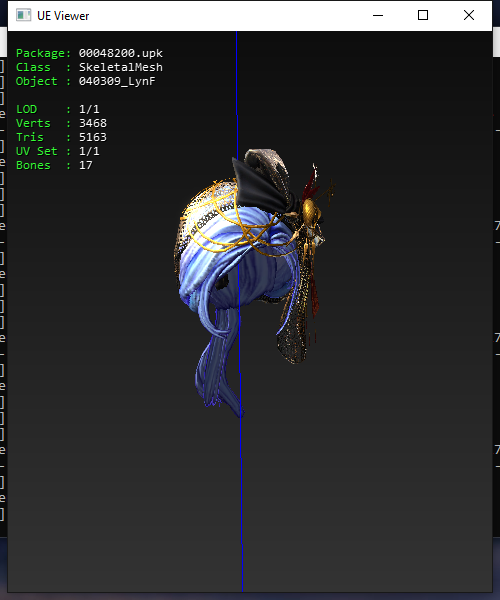 UE Viewer
Package: 00048200.upk
Class : SkeletalMesh
Object : 040309_LynF
LOD : 1/1
Verts : 3468
Tris : 5163
UV Set : 1/1
Bones : 17